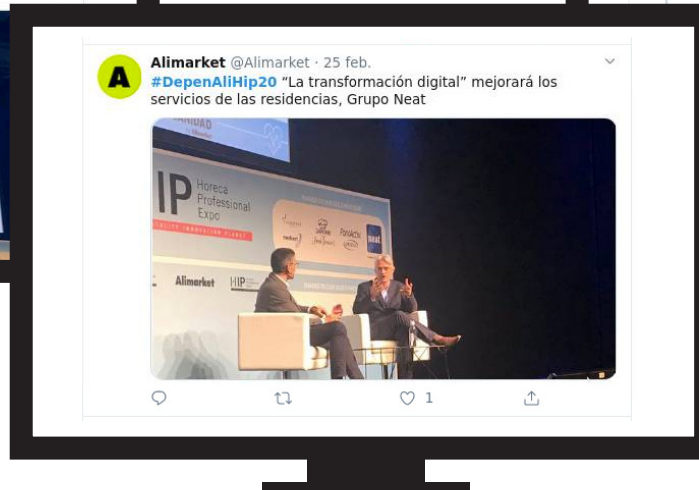 Alimarket @Alimarket · 25 feb.
#DepenAliHip20 “La transformación digital” mejorará los
servicios de las residencias, Grupo Neat
A
IP
Horeca
Professional
Expo
neat
Alimarket
HIP
1